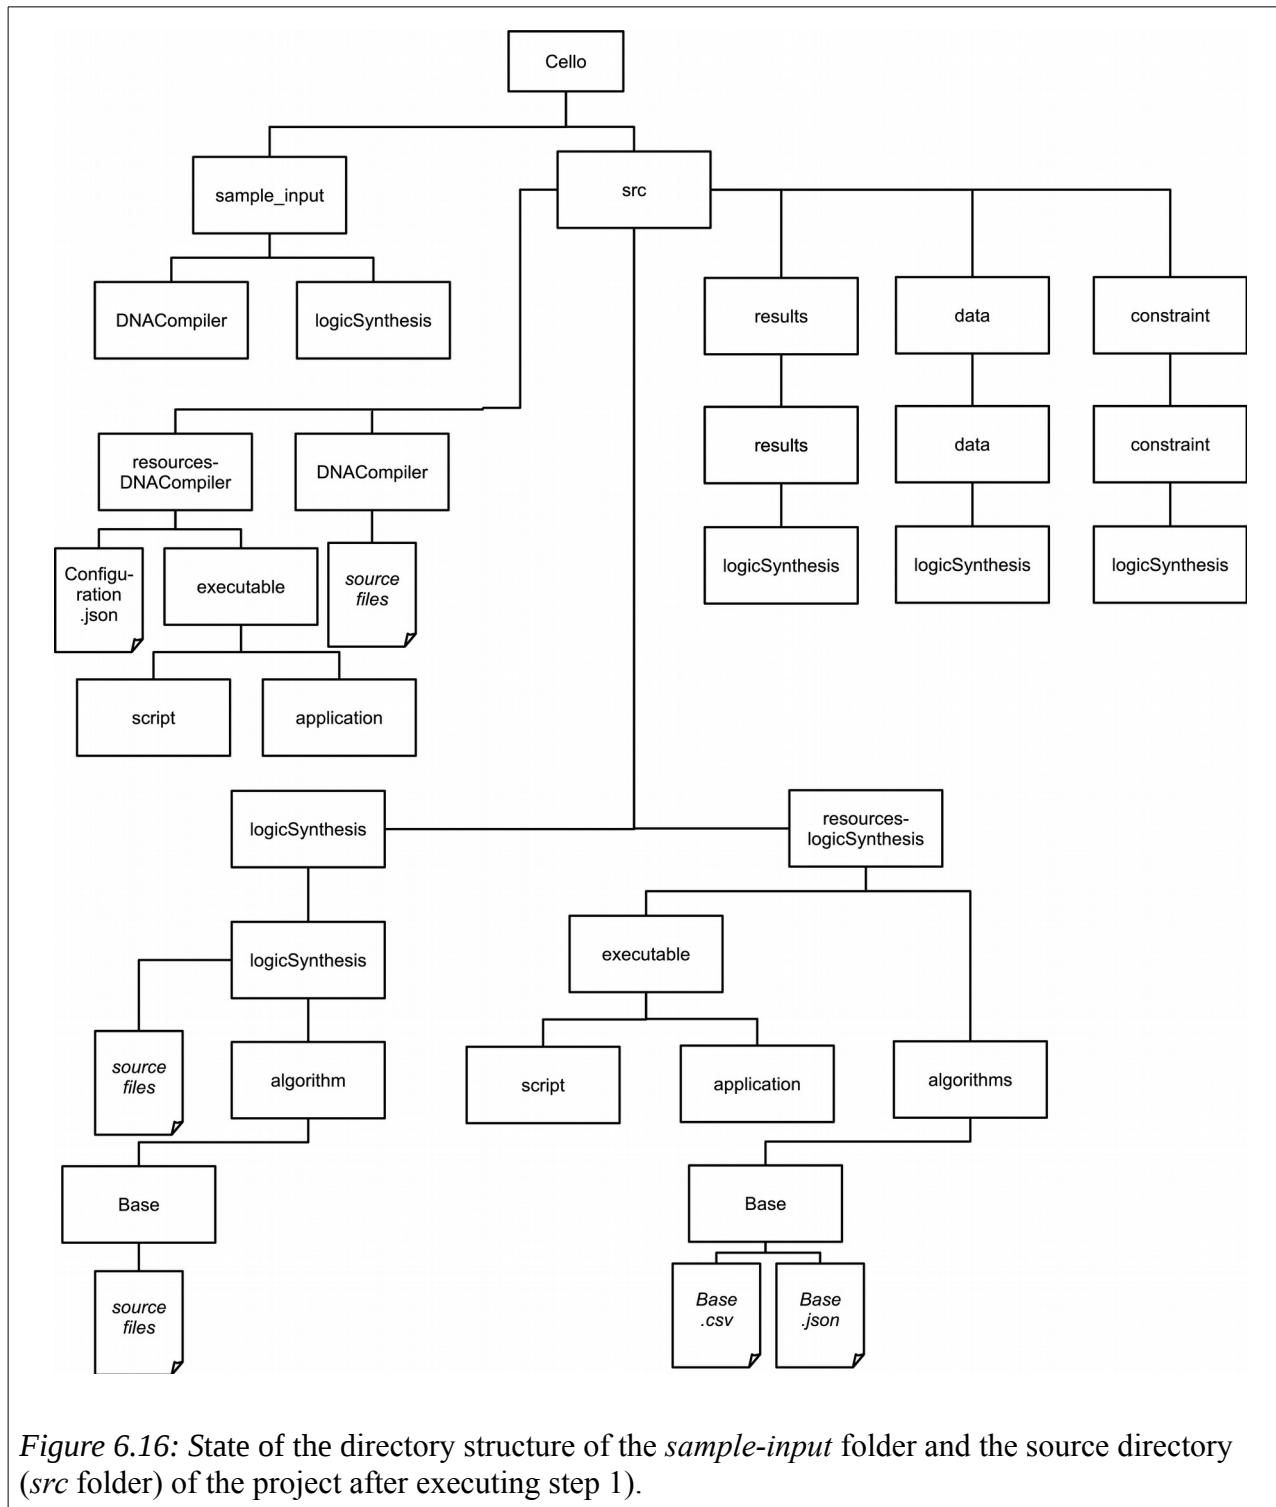 Cello
sample_input
src
DNACompiler
logicSynthesis
results
data
constraint
resources-
DNACompiler
DNACompiler
results
data
constraint
Configu-
ration
.json
executable
source
files
logicSynthesis
logicSynthesis
logicSynthesis
script
application
logicSynthesis
resources-
logicSynthesis
logicSynthesis
executable
source
files
algorithm
script
application
algorithms
Base
Base
source
files
Base
.csv
Base
.json
Figure 6.16: State of the directory structure of the sample-input folder and the source directory
(src folder) of the project after executing step 1).